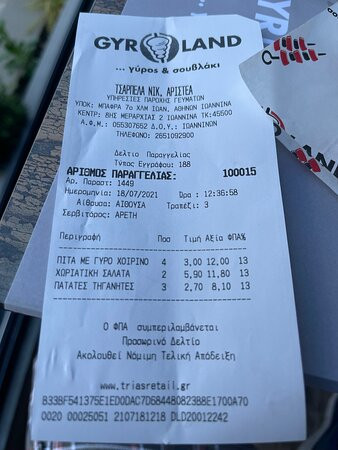 GYROLAND
... γύρος & σουβλάκι
ΤΣΑΡΠΕΛΑ ΝΙΚ. ΑΡΙΣΤΕΑ
ΥΠΗΡΕΣΙΕΣ ΠΑΡΟΧΗΣ ΓΕΥΜΑΤΩΝ
ΥΠΟΚ: ΜΠΑΦΡΑ 7ο ΧΛΜ ΙΩΑΝ. ΑΘΗΝΩΝ ΙΩΑΝΝΙΝΑ
ΚΕΝΤΡ: 8ΗΣ ΜΕΡΑΡΧΙΑΣ 2 ΙΩΑΝΝΙΝΑ ΤΚ:45500
Α.Φ.Μ.: 055307652 Δ.Ο.Υ.: ΙΩΑΝΝΙΝΩΝ
ΤΗΛΕΦΩΝΟ: 2651092900
Δελτίο Παραγγελίας
Τύπος Εγγράφου: 188
ΑΡΙΘΜΟΣ ΠΑΡΑΓΓΕΛΙΑΣ: 100015
Αρ. Παραστ: 1449
Ημερομηνία: 18/07/2021 Ώρα : 12:36:58
Αίθουσα: ΑΙΘΟΥΣΙΑ Τραπέζι: 3
Σερβιτόρος: ΑΡΕΤΗ
Περιγραφή Ποσ Τιμή Αξία ΦΠΑ%
ΠΙΤΑ ΜΕ ΓΥΡΟ ΧΟΙΡΙΝΟ 4 3,00 12,00 13
ΧΩΡΙΑΤΙΚΗ ΣΑΛΑΤΑ 2 5,90 11,80 13
ΠΑΤΑΤΕΣ ΤΗΓΑΝΗΤΕΣ 3 2,70 8,10 13
Ο ΦΠΑ συμπεριλαμβάνεται
Προσωρινό Δελτίο
Ακολουθεί Νόμιμη Τελική Απόδειξη
www.triasretail.gr
B33BF541375E1ED0DAC7D684480823B8E1700A70
0020 00025051 2107181218 DLD20012242